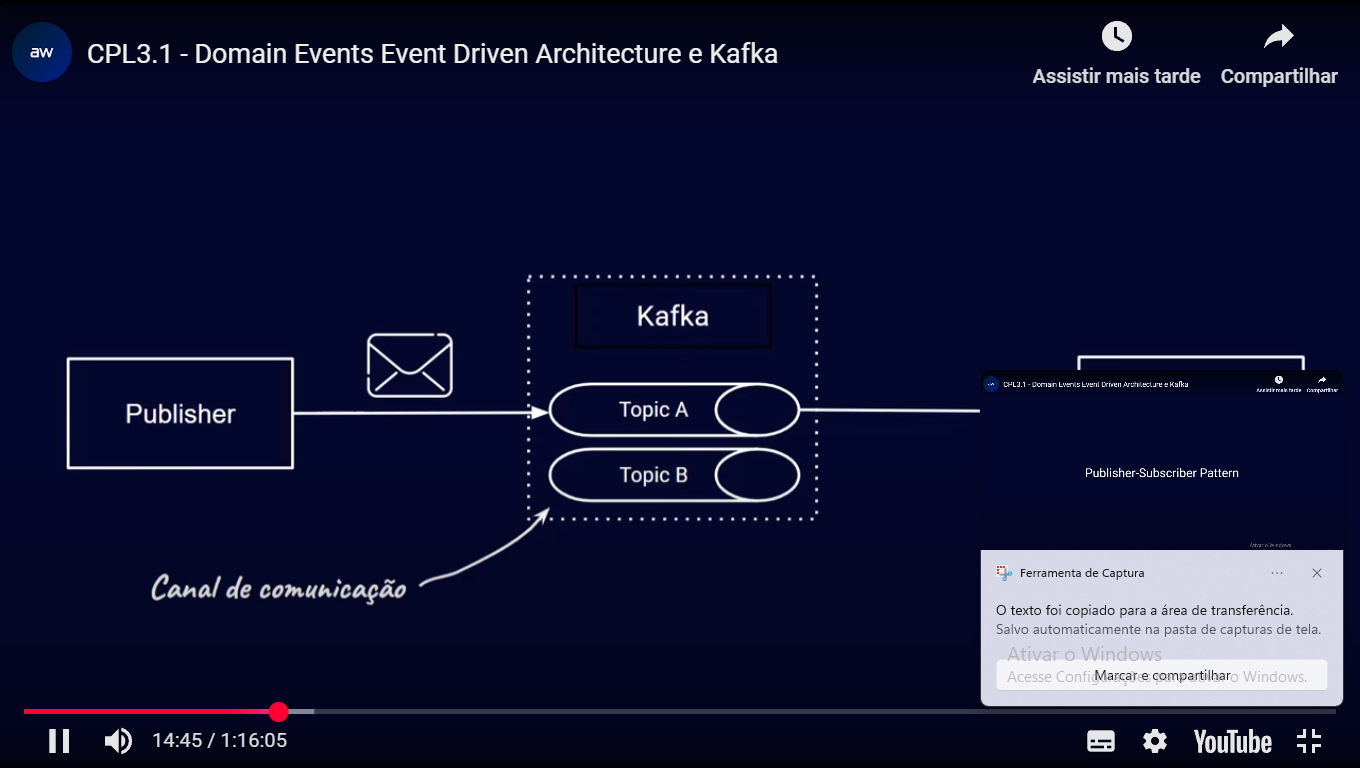 aw
CPL3.1 - Domain Events Event Driven Architecture e Kafka
Assistir mais tarde
Compartilhar
Kafka
Publisher
Topic A
Topic B
Canal de comunicação
CPL3.1 - Domain Events Event Driven Architecture e Kafka
Assistir mais tarde
Compartilhar
Publisher-Subscriber Pattern
Ativar o Windows
Ferramenta de Captura
O texto foi copiado para a área de transferência.
Salvo automaticamente na pasta de capturas de tela.
Ativar o Windows
Marcar e compartilhar
Acesse Configurações para ativar o Windows.
14:45 / 1:16:05
YouTube